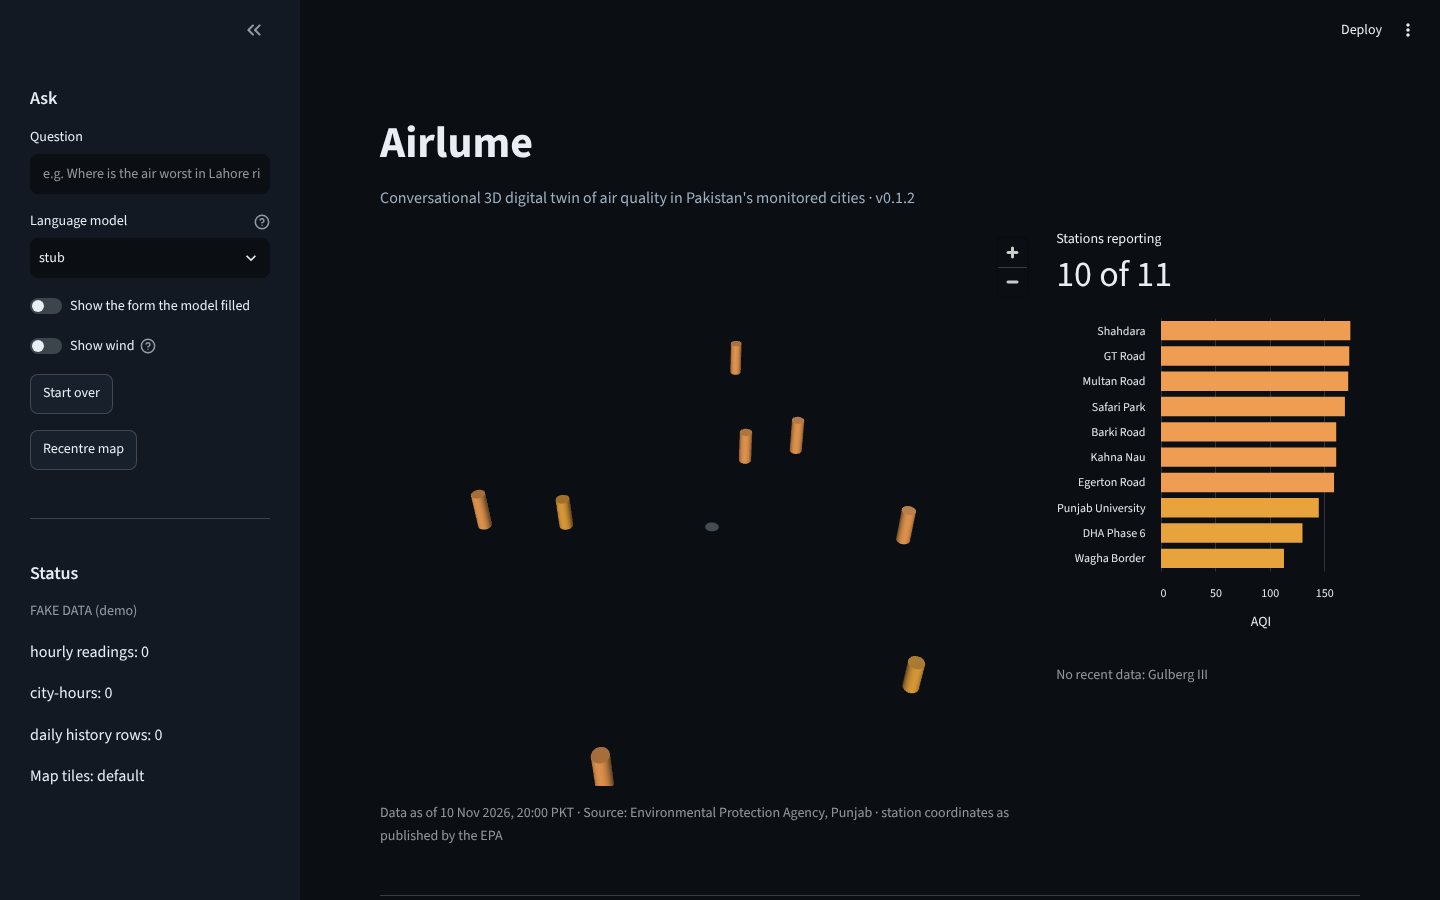 Deploy
Ask
Question
e.g. Where is the air worst in Lahore ri
Language model
stub
Show the form the model filled
Show wind
Start over
Recentre map
Status
FAKE DATA (demo)
hourly readings: 0
city-hours: 0
daily history rows: 0
Map tiles: default
Airlume
Conversational 3D digital twin of air quality in Pakistan's monitored cities · v0.1.2
Stations reporting
10 of 11
Shahdara
GT Road
Multan Road
Safari Park
Barki Road
Kahna Nau
Egerton Road
Punjab University
DHA Phase 6
Wagha Border
0 50 100 150
AQI
No recent data: Gulberg III
Data as of 10 Nov 2026, 20:00 PKT · Source: Environmental Protection Agency, Punjab · station coordinates as
published by the EPA